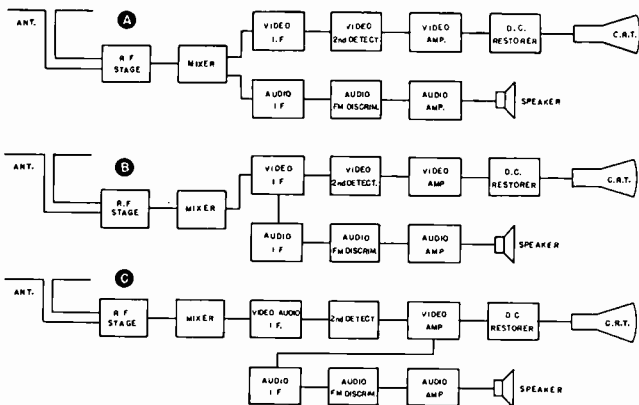 A
ANT.
R.F
STAGE
MIXER
VIDEO
I.F
VIDEO
2nd DETECT.
VIDEO
AMP.
D.C.
RESTORER
C.R.T.
AUDIO
I.F
AUDIO
FM DISCRIM.
AUDIO
AMP.
SPEAKER
B
ANT.
R.F
STAGE
MIXER
VIDEO
I.F
VIDEO
2nd DETECT.
VIDEO
AMP
D.C.
RESTORER
C.R.T.
AUDIO
I.F
AUDIO
FM DISCRIM.
AUDIO
AMP
SPEAKER
C
ANT.
R.F
STAGE
MIXER
VIDEO AUDIO
I.F.
2nd DETECT
VIDEO
AMP
D.C
RESTORER
C.R.T.
AUDIO
I.F
AUDIO
FM DISCRIM.
AUDIO
AMP
SPEAKER